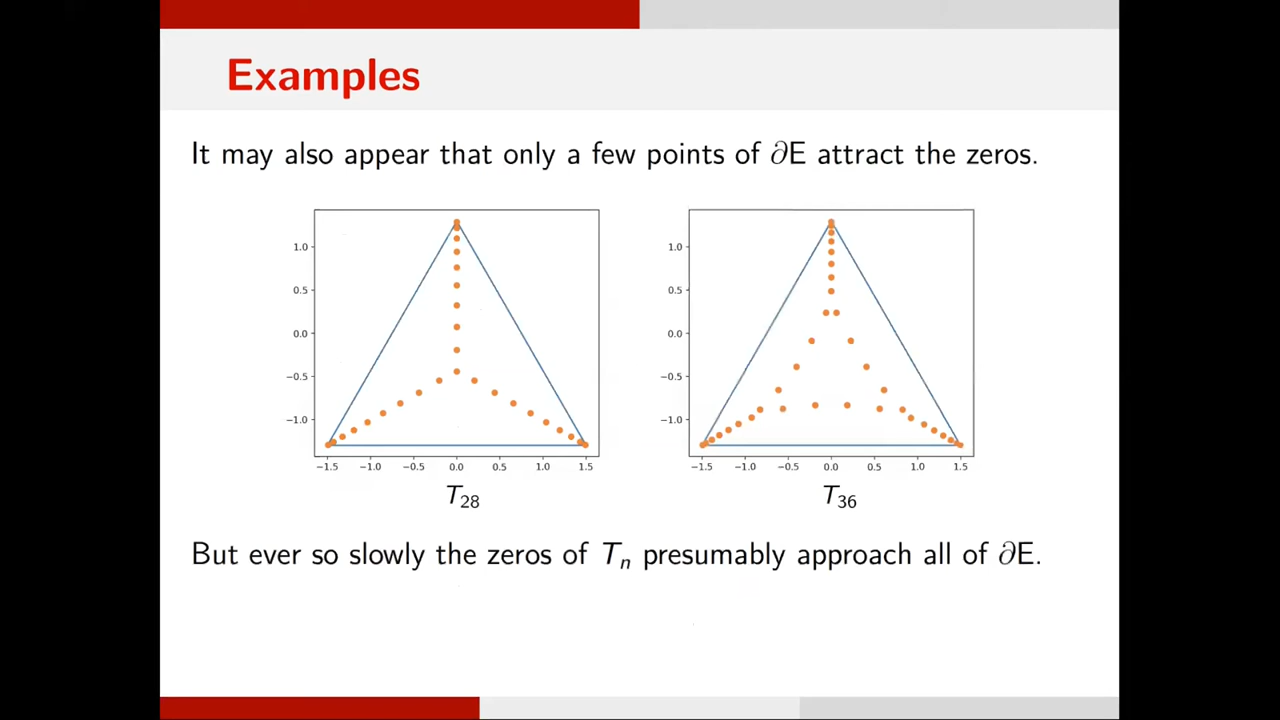 Examples
It may also appear that only a few points of ∂E attract the zeros.
1.0
0.5
0.0
−0.5
−1.0
−1.5 −1.0 −0.5 0.0 0.5 1.0 1.5
T28
1.0
0.5
0.0
−0.5
−1.0
−1.5 −1.0 −0.5 0.0 0.5 1.0 1.5
T36
But ever so slowly the zeros of Tn presumably approach all of ∂E.